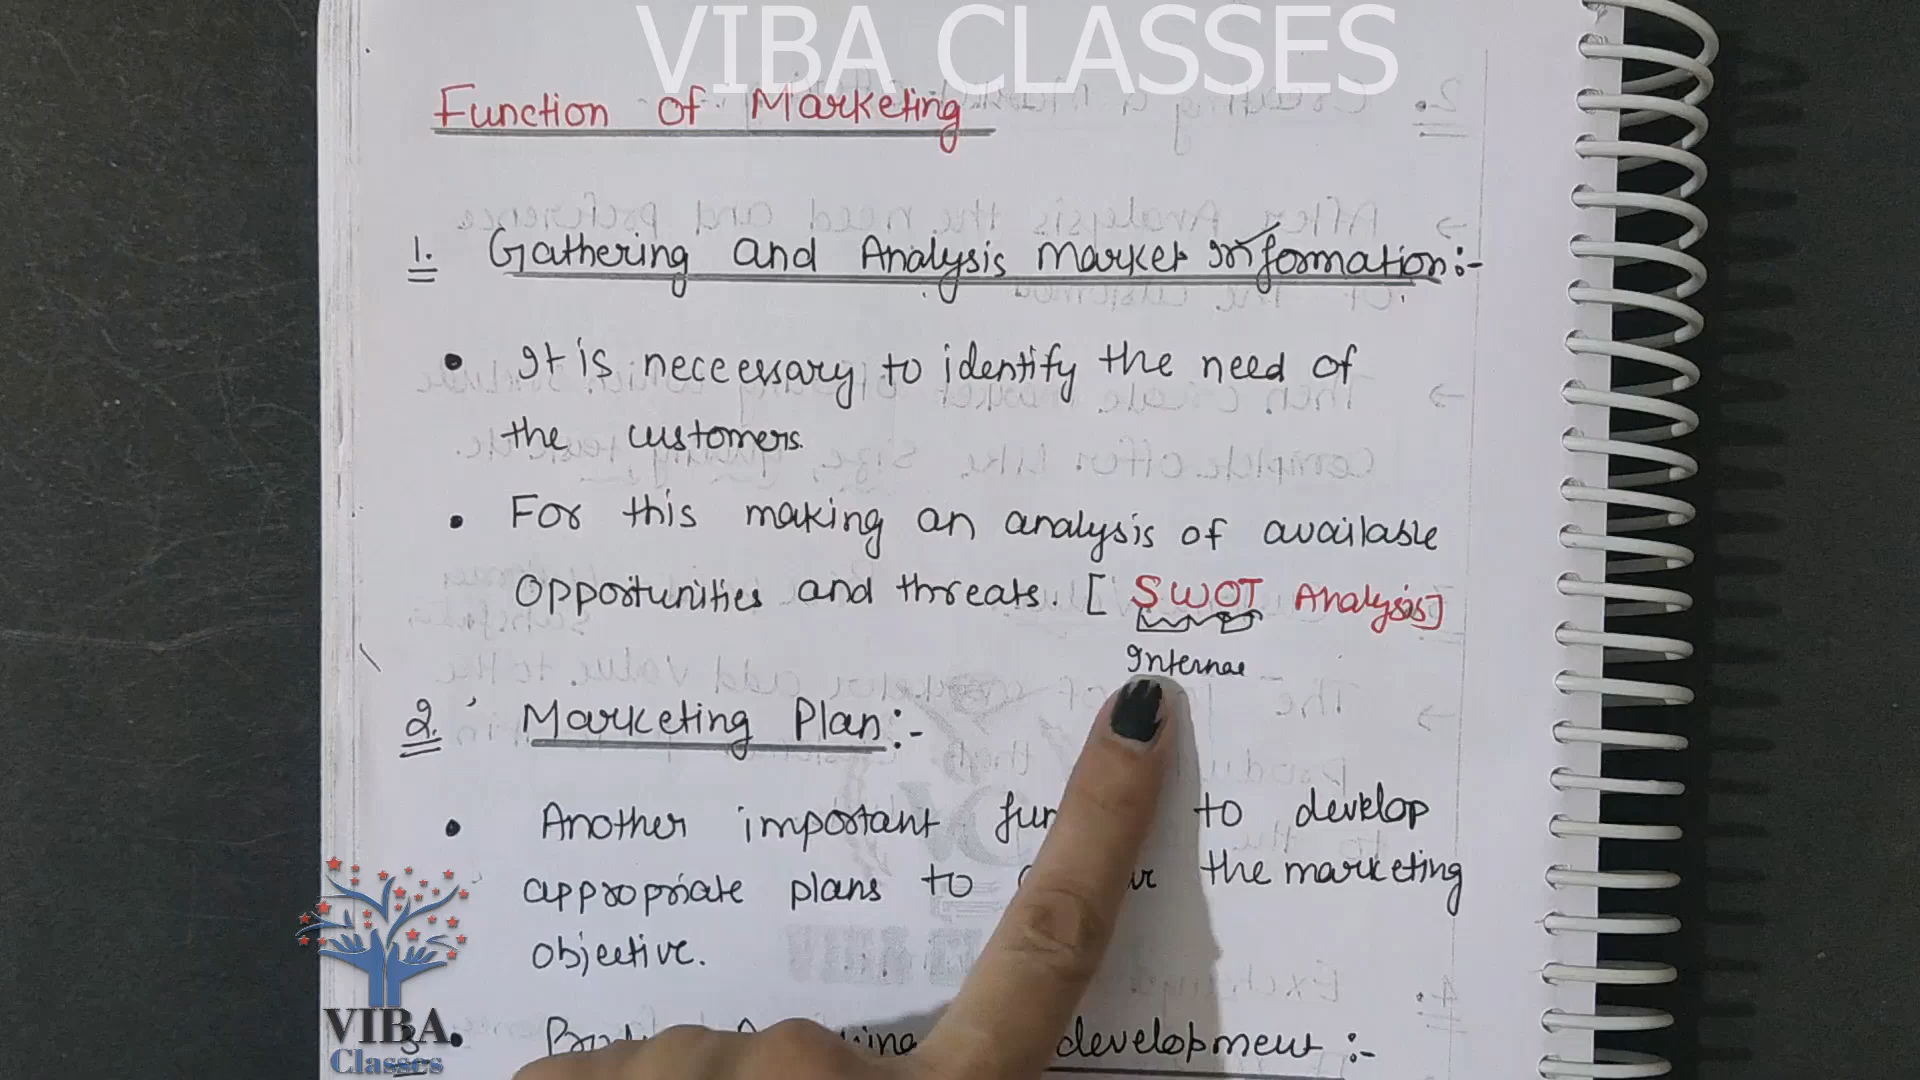 VIBA CLASSES
Function of Marketing
1. Gathering and Analysis Market Information:-
• It is neceessary to identify the need of
the customers.
• For this making an analysis of available
Opportunities and threats. [SWOT Analysis]
Internal
2. Marketing Plan:-
• Another important to develop
appropriate plans to the marketing
objective.
3. development :-
VIBA
Classes